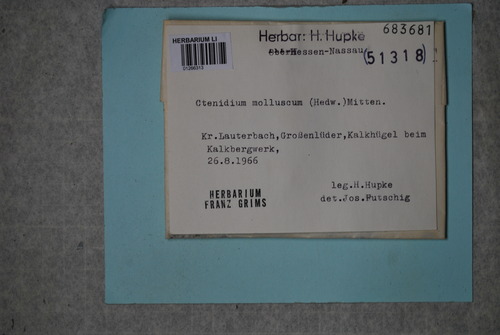 HERBARIUM LI
Herbar: H. Hupke
683681
Hessen-Nassau
(51318)
Ctenidium molluscum (Hedw.)Mitten.
Kr.Lauterbach,Großenlüder,Kalkhügel beim
Kalkbergwerk,
26.8.1966
leg.H.Hupke
det.Jos.Futschig
HERBARIUM
FRANZ GRIMS